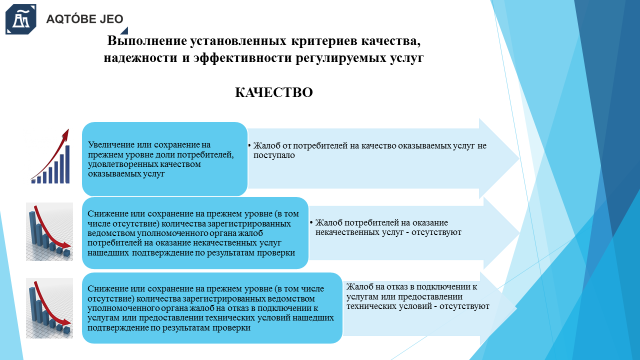 AQTÓBE JEO
Выполнение установленных критериев качества,
надежности и эффективности регулируемых услуг
КАЧЕСТВО
Увеличение или сохранение на
прежнем уровне доли потребителей,
удовлетворенных качеством
оказываемых услуг
• Жалоб от потребителей на качество оказываемых услуг не
поступало
Снижение или сохранение на прежнем уровне (в том
числе отсутствие) количества зарегистрированных
ведомством уполномоченного органа жалоб
потребителей на оказание некачественных услуг
нашедших подтверждение по результатам проверки
• Жалоб потребителей на оказание
некачественных услуг - отсутствуют
Снижение или сохранение на прежнем уровне (в том числе
отсутствие) количества зарегистрированных ведомством
уполномоченного органа жалоб на отказ в подключении к
услугам или предоставлении технических условий нашедших
подтверждение по результатам проверки
Жалоб на отказ в подключении к
услугам или предоставлении
технических условий - отсутствуют